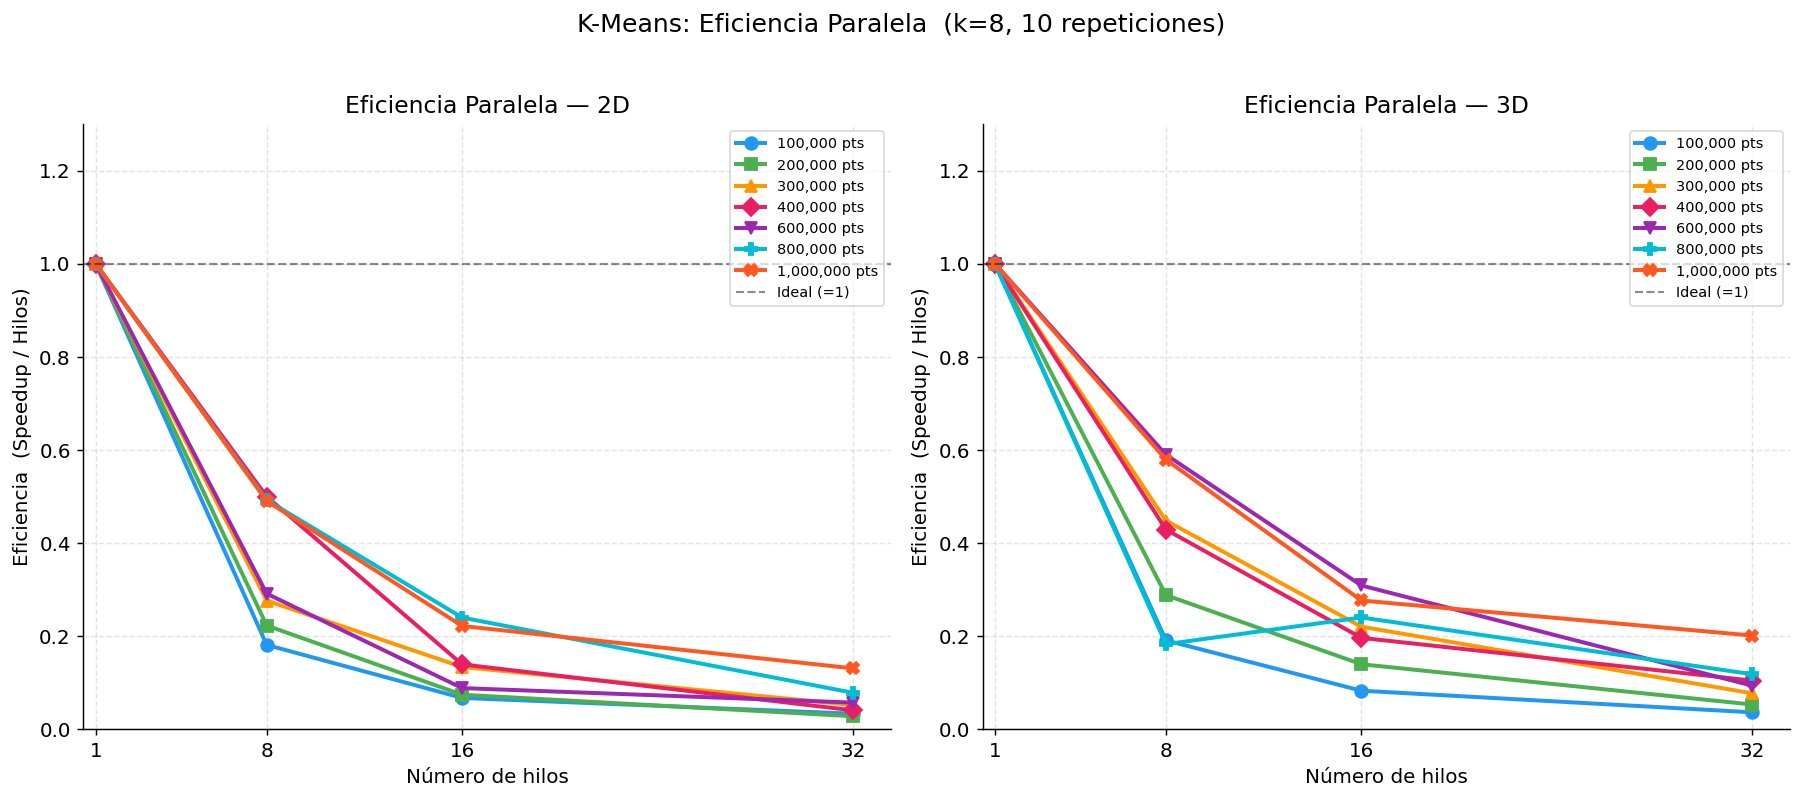 K-Means: Eficiencia Paralela  (k=8, 10 repeticiones)
Eficiencia Paralela — 2D
Eficiencia (Speedup / Hilos)
1.2
1.0
0.8
0.6
0.4
0.2
0.0
1
8
16
32
Número de hilos
100,000 pts
200,000 pts
300,000 pts
400,000 pts
600,000 pts
800,000 pts
1,000,000 pts
Ideal (=1)
Eficiencia Paralela — 3D
Eficiencia (Speedup / Hilos)
1.2
1.0
0.8
0.6
0.4
0.2
0.0
1
8
16
32
Número de hilos
100,000 pts
200,000 pts
300,000 pts
400,000 pts
600,000 pts
800,000 pts
1,000,000 pts
Ideal (=1)